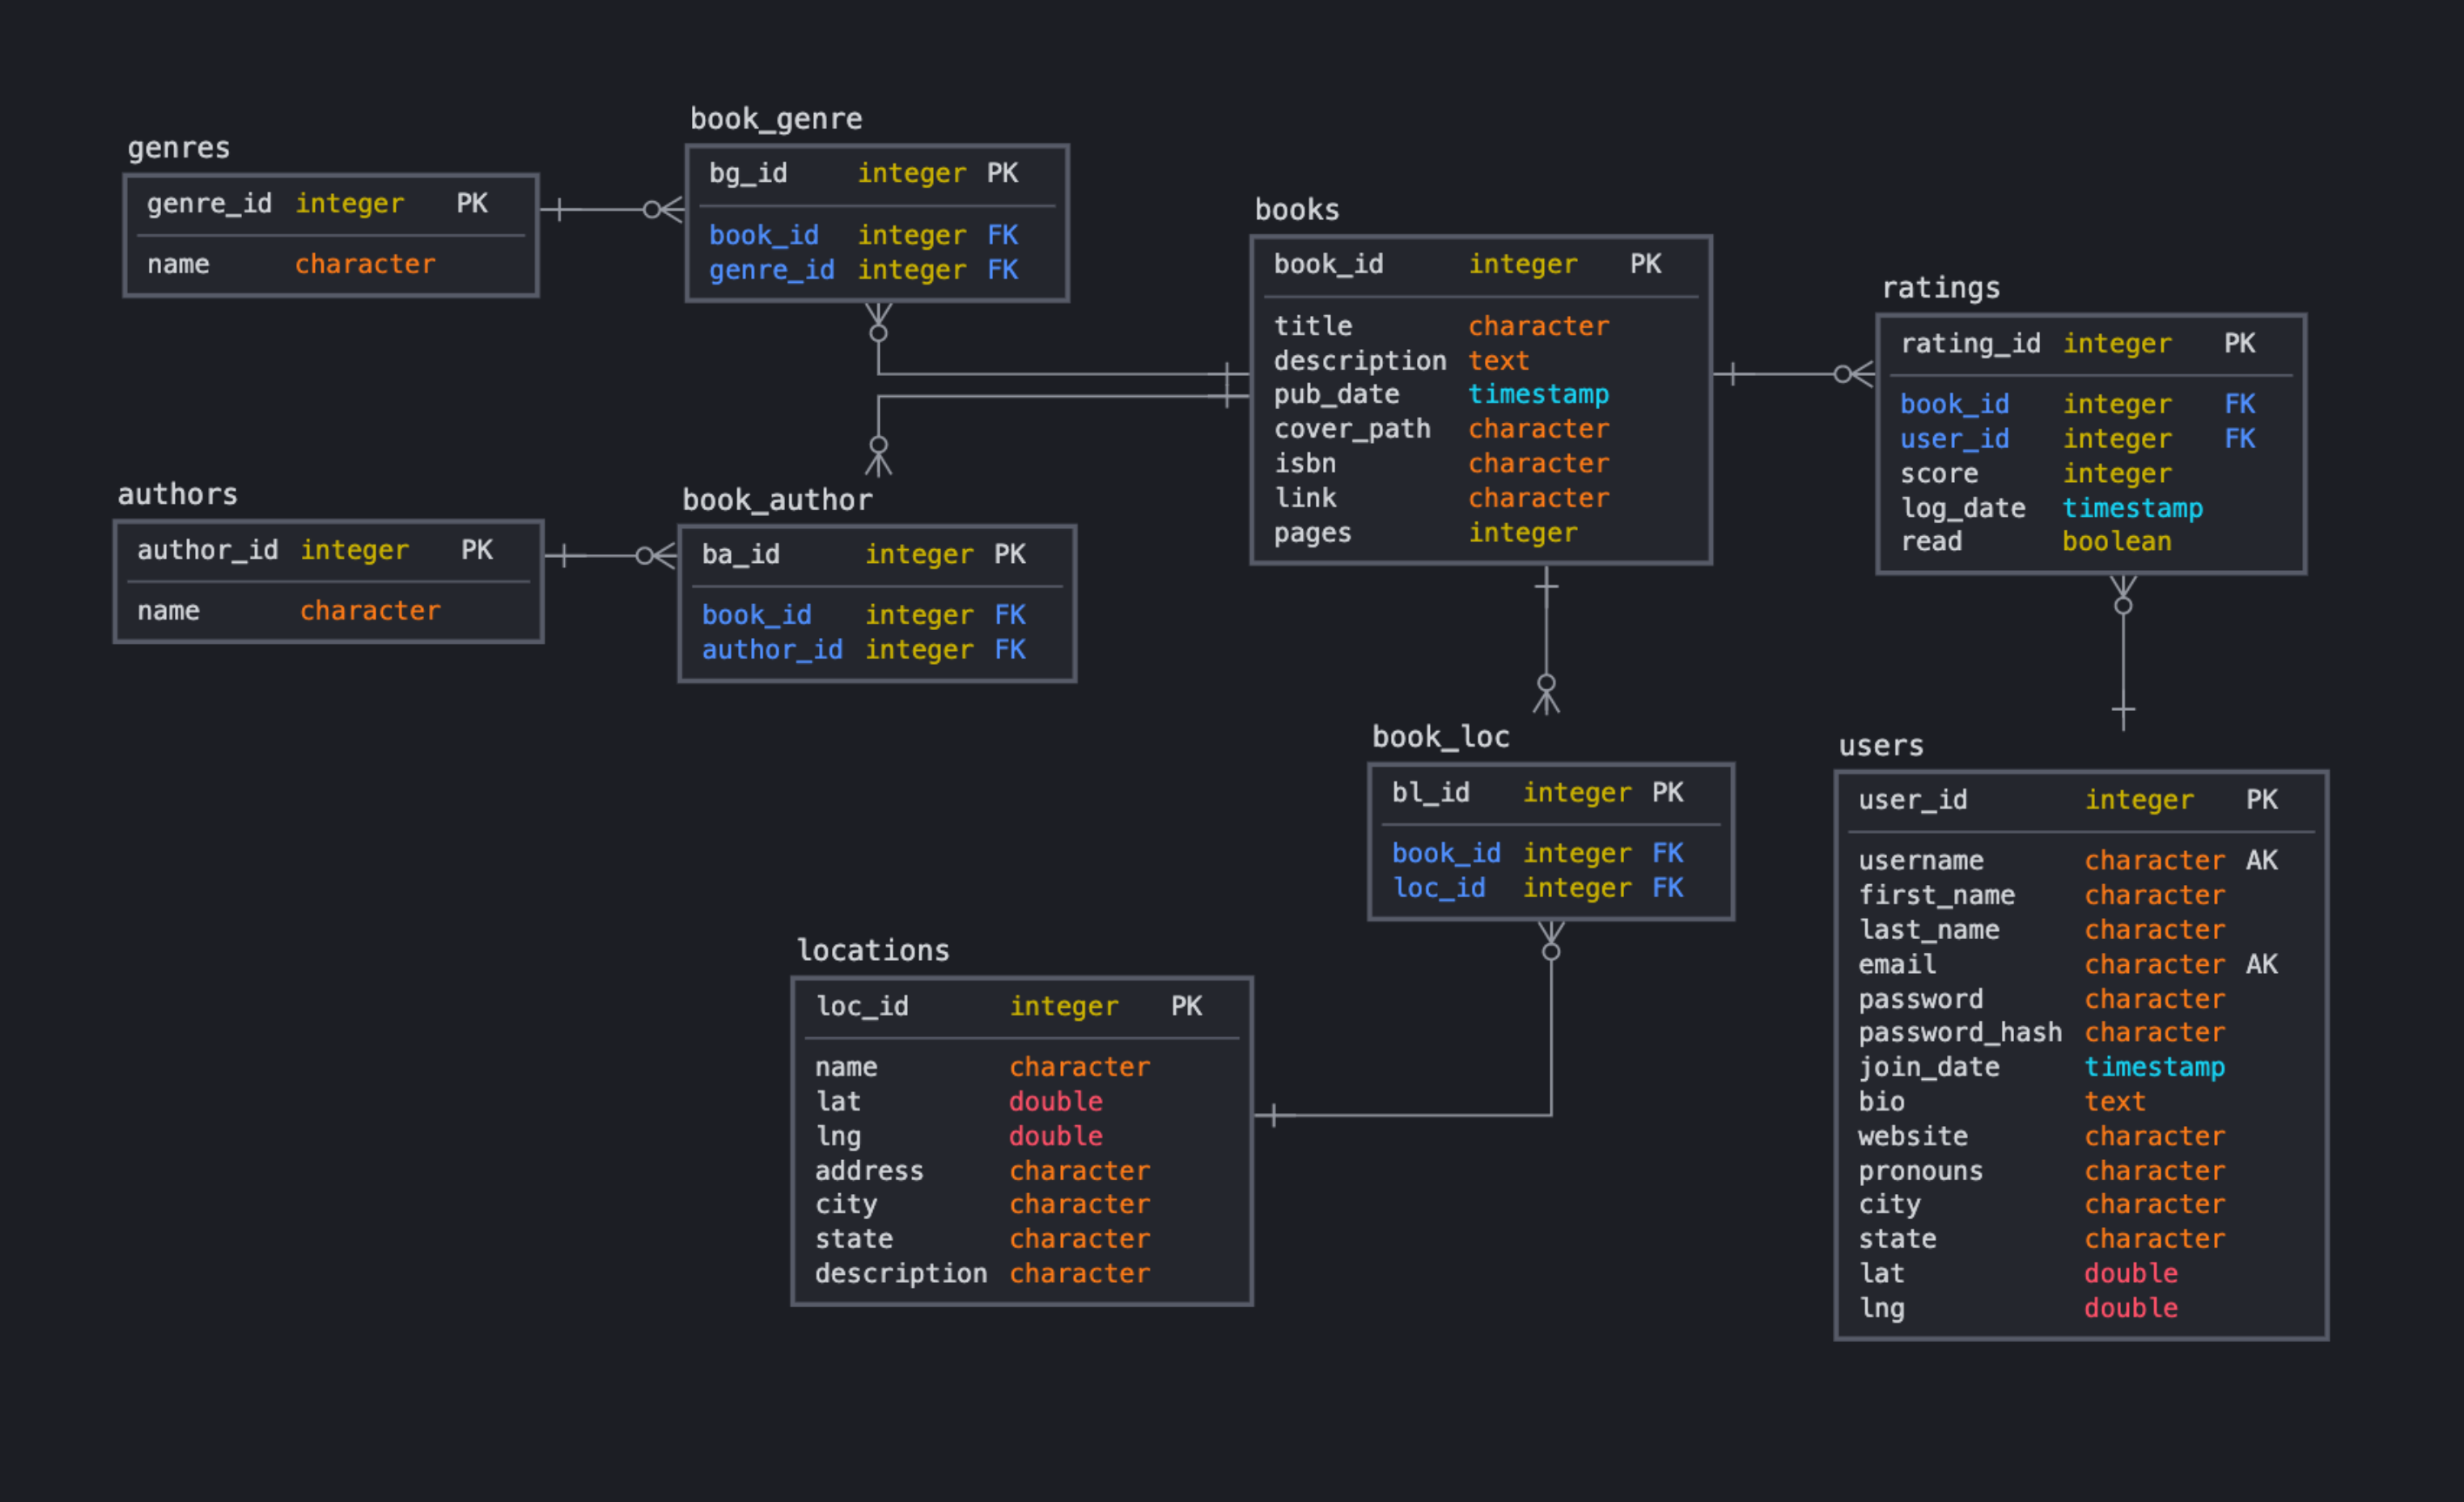 genres
genre_id integer PK
name character
book_genre
bg_id integer PK
book_id integer FK
genre_id integer FK
books
book_id integer PK
title character
description text
pub_date timestamp
cover_path character
isbn character
link character
pages integer
ratings
rating_id integer PK
book_id integer FK
user_id integer FK
score integer
log_date timestamp
read boolean
authors
author_id integer PK
name character
book_author
ba_id integer PK
book_id integer FK
author_id integer FK
book_loc
bl_id integer PK
book_id integer FK
loc_id integer FK
users
user_id integer PK
username character AK
first_name character
last_name character
email character AK
password character
password_hash character
join_date timestamp
bio text
website character
pronouns character
city character
state character
lat double
lng double
locations
loc_id integer PK
name character
lat double
lng double
address character
city character
state character
description character